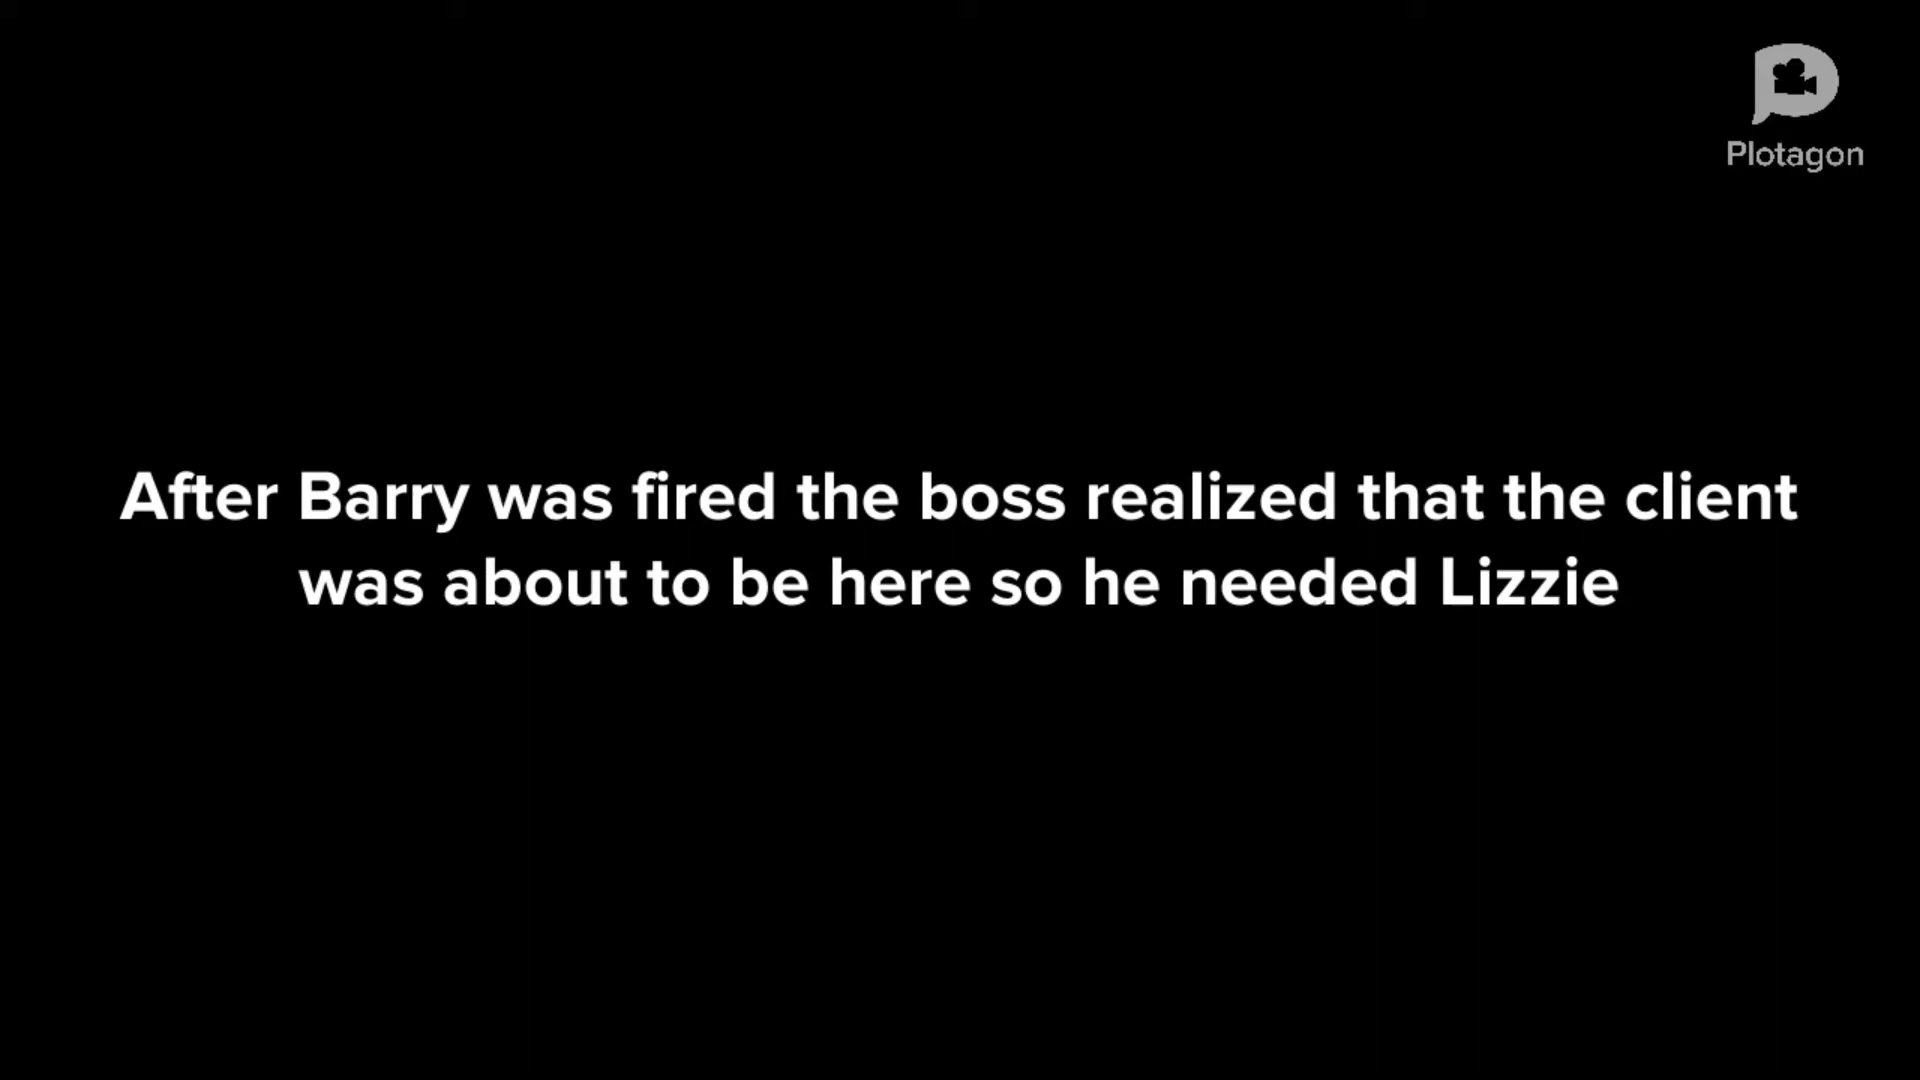 Plotagon
After Barry was fired the boss realized that the client
was about to be here so he needed Lizzie